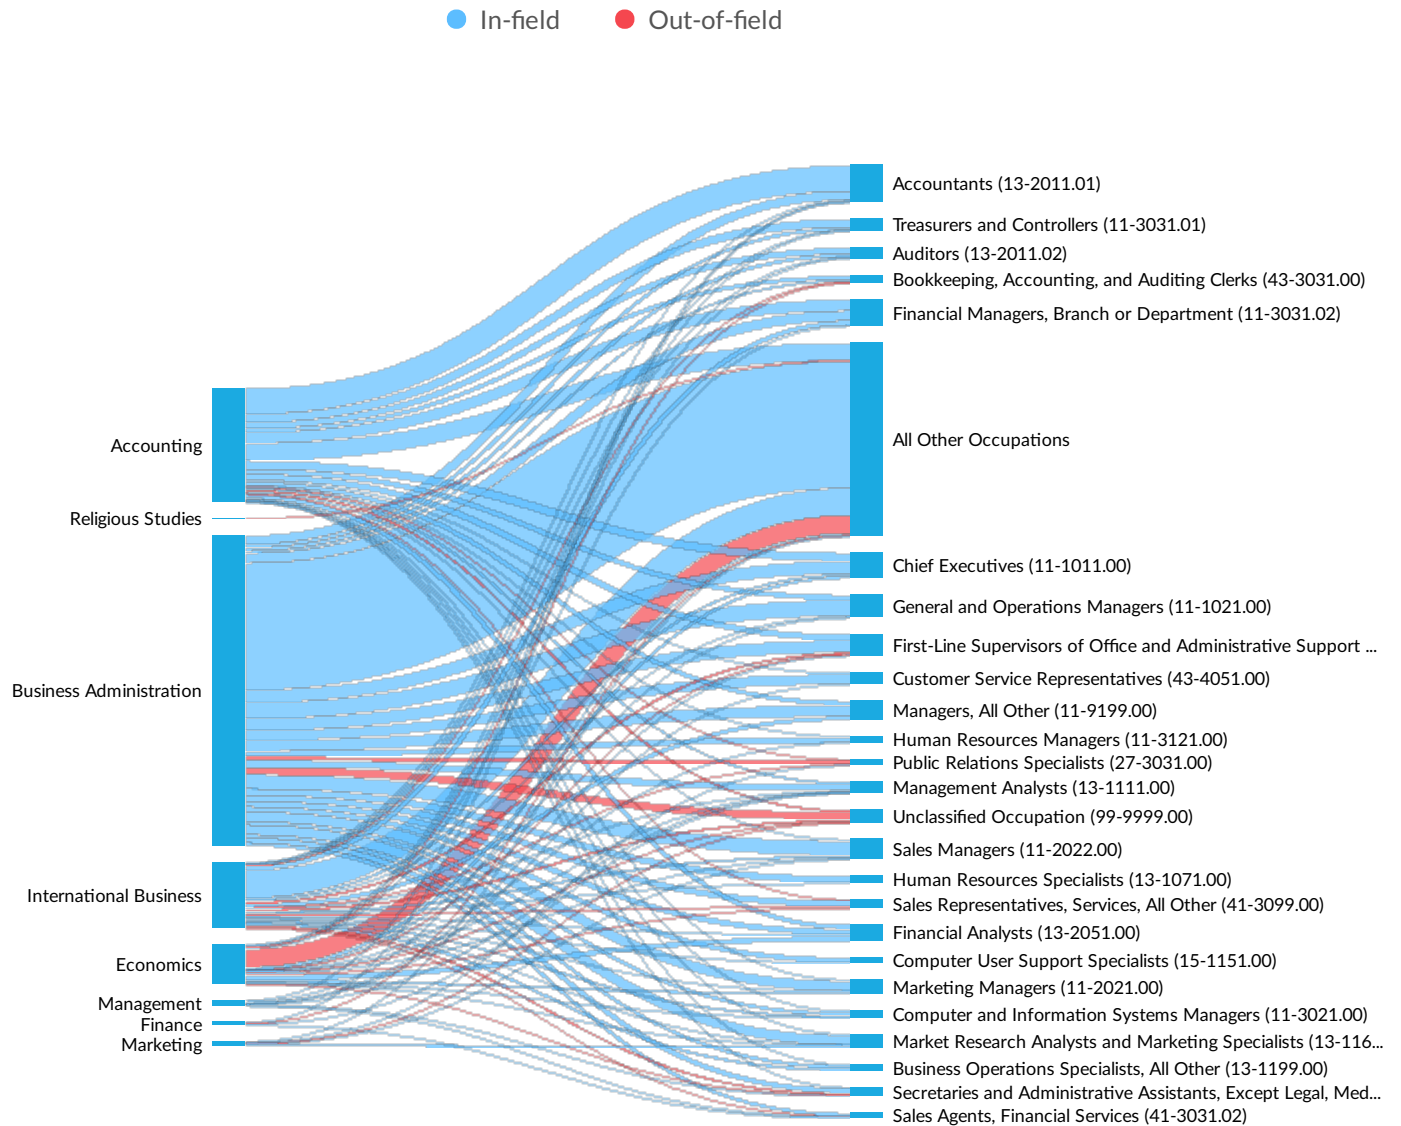 In-field
Out-of-field
Accounting
Religious Studies
Business Administration
International Business
Economics
Management
Finance
Marketing
Accountants (13-2011.01)
Treasurers and Controllers (11-3031.01)
Auditors (13-2011.02)
Bookkeeping, Accounting, and Auditing Clerks (43-3031.00)
Financial Managers, Branch or Department (11-3031.02)
All Other Occupations
Chief Executives (11-1011.00)
General and Operations Managers (11-1021.00)
First-Line Supervisors of Office and Administrative Support ...
Customer Service Representatives (43-4051.00)
Managers, All Other (11-9199.00)
Human Resources Managers (11-3121.00)
Public Relations Specialists (27-3031.00)
Management Analysts (13-1111.00)
Unclassified Occupation (99-9999.00)
Sales Managers (11-2022.00)
Human Resources Specialists (13-1071.00)
Sales Representatives, Services, All Other (41-3099.00)
Financial Analysts (13-2051.00)
Computer User Support Specialists (15-1151.00)
Marketing Managers (11-2021.00)
Computer and Information Systems Managers (11-3021.00)
Market Research Analysts and Marketing Specialists (13-116...
Business Operations Specialists, All Other (13-1199.00)
Secretaries and Administrative Assistants, Except Legal, Med...
Sales Agents, Financial Services (41-3031.02)